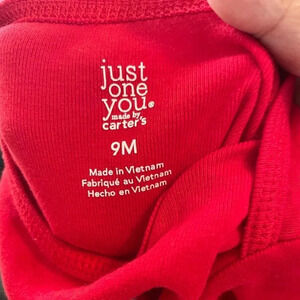 just
one
you®
made by
carter's
9M
Made in Vietnam
Fabriqué au Vietnam
Hecho en Vietnam